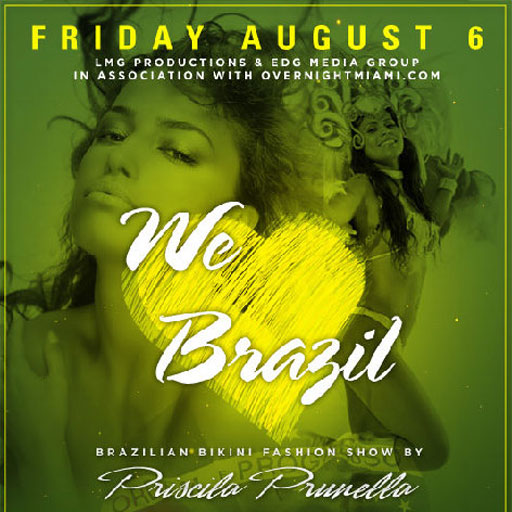 FRIDAY AUGUST 6
LMG PRODUCTIONS & EDG MEDIA GROUP
IN ASSOCIATION WITH OVERNIGHTMIAMI.COM
We
Brazil
BRAZILIAN BIKINI FASHION SHOW BY
Priscila Prunella